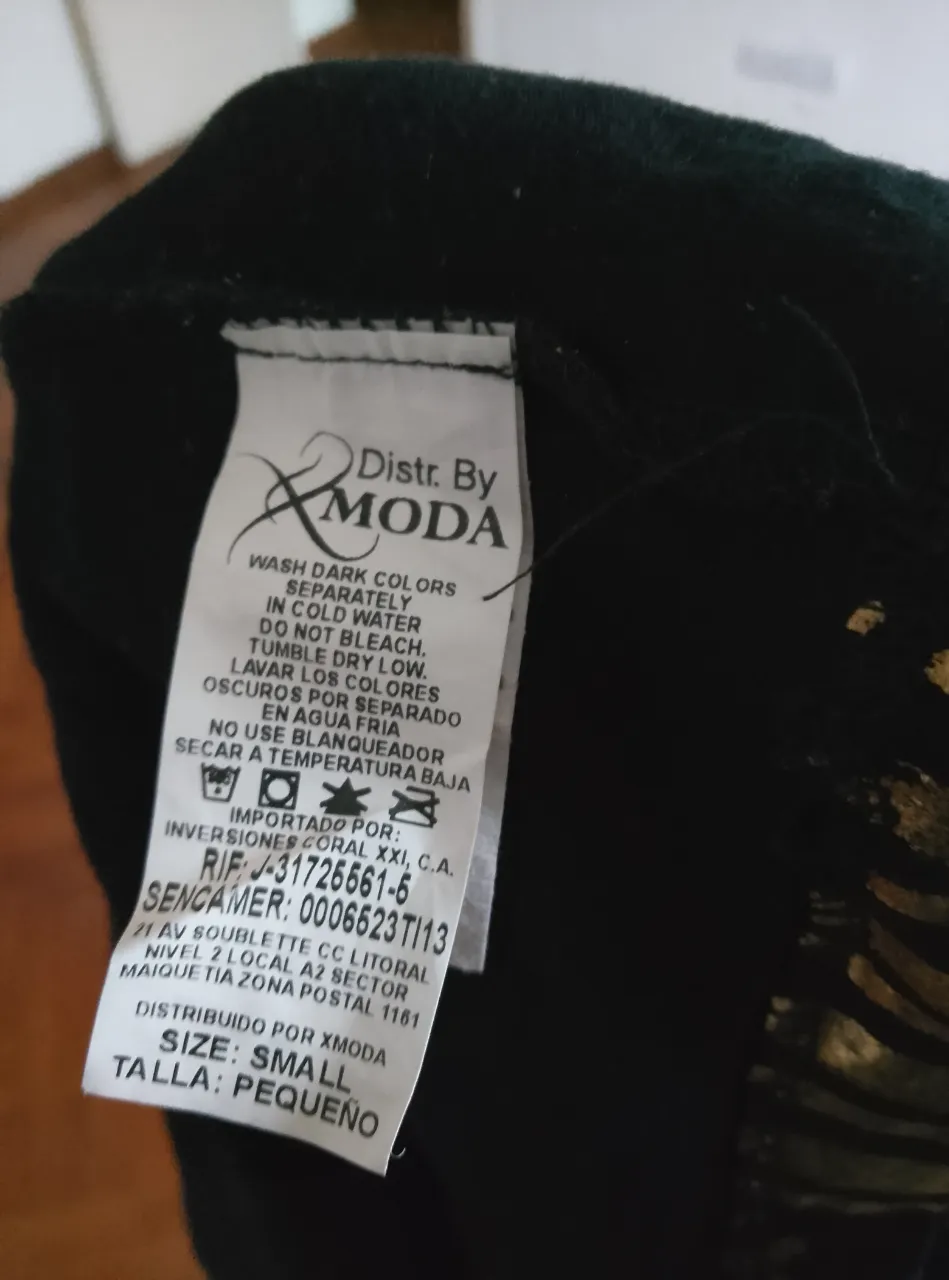 Distr. By
XMODA
WASH DARK COLORS
SEPARATELY
IN COLD WATER
DO NOT BLEACH.
TUMBLE DRY LOW.
LAVAR LOS COLORES
OSCUROS POR SEPARADO
EN AGUA FRIA
NO USE BLANQUEADOR
SECAR A TEMPERATURA BAJA
IMPORTADO POR:
INVERSIONES CORAL XXI, C.A.
RIF: J-31725561-5
SENCAMER: 0006523TI13
21 AV SOUBLETTE CC LITORAL
NIVEL 2 LOCAL A2 SECTOR
MAIQUETIA ZONA POSTAL 1161
DISTRIBUIDO POR XMODA
SIZE: SMALL
TALLA: PEQUEÑO